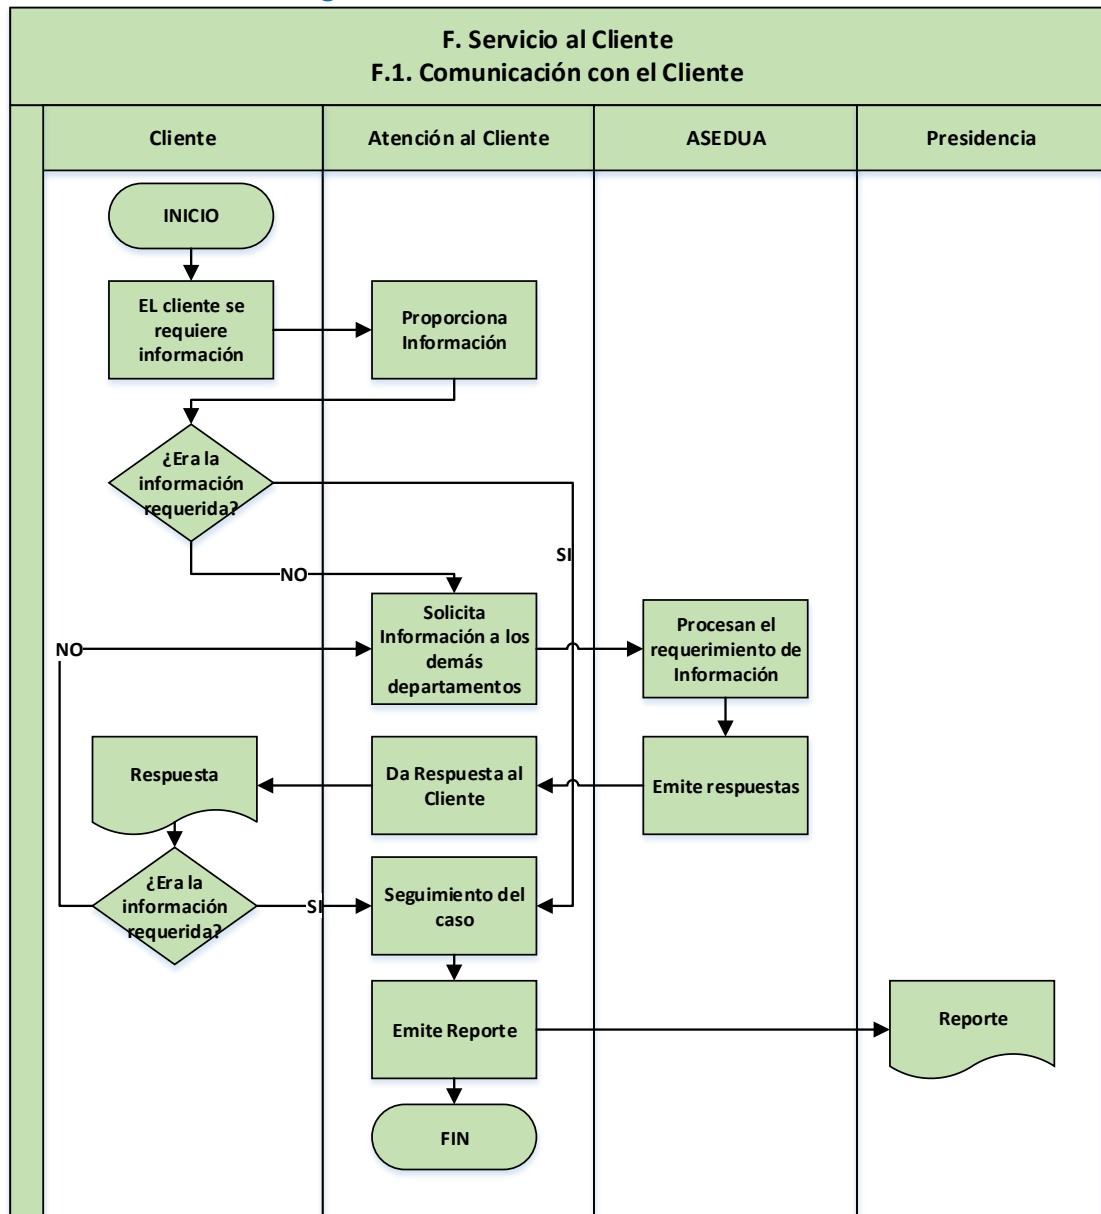 F. Servicio al Cliente
F.1. Comunicación con el Cliente
Cliente
Atención al Cliente
ASEDUA
Presidencia
INICIO
EL cliente se
requiere
información
Proporciona
Información
¿Era la
información
requerida?
SI
NO
Solicita
Información a los
demás
departamentos
Procesan el
requerimiento de
Información
NO
Respuesta
Da Respuesta al
Cliente
Emite respuestas
¿Era la
información
requerida?
SI
Seguimiento del
caso
Emite Reporte
Reporte
FIN